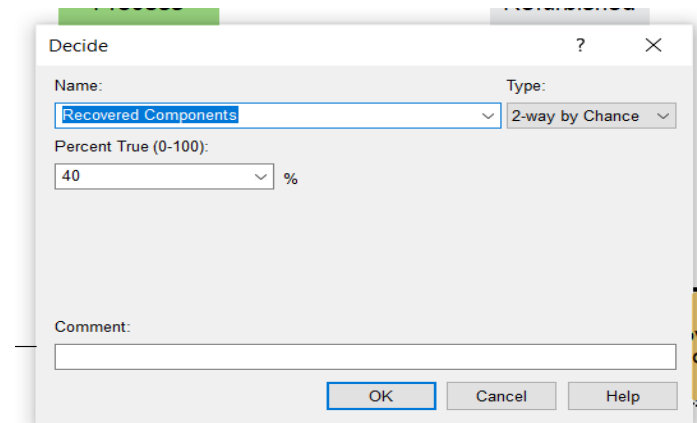 Decide ?
Name: Type:
Recovered Components 2-way by Chance
Percent True (0-100):
40 %
Comment:
OK Cancel Help